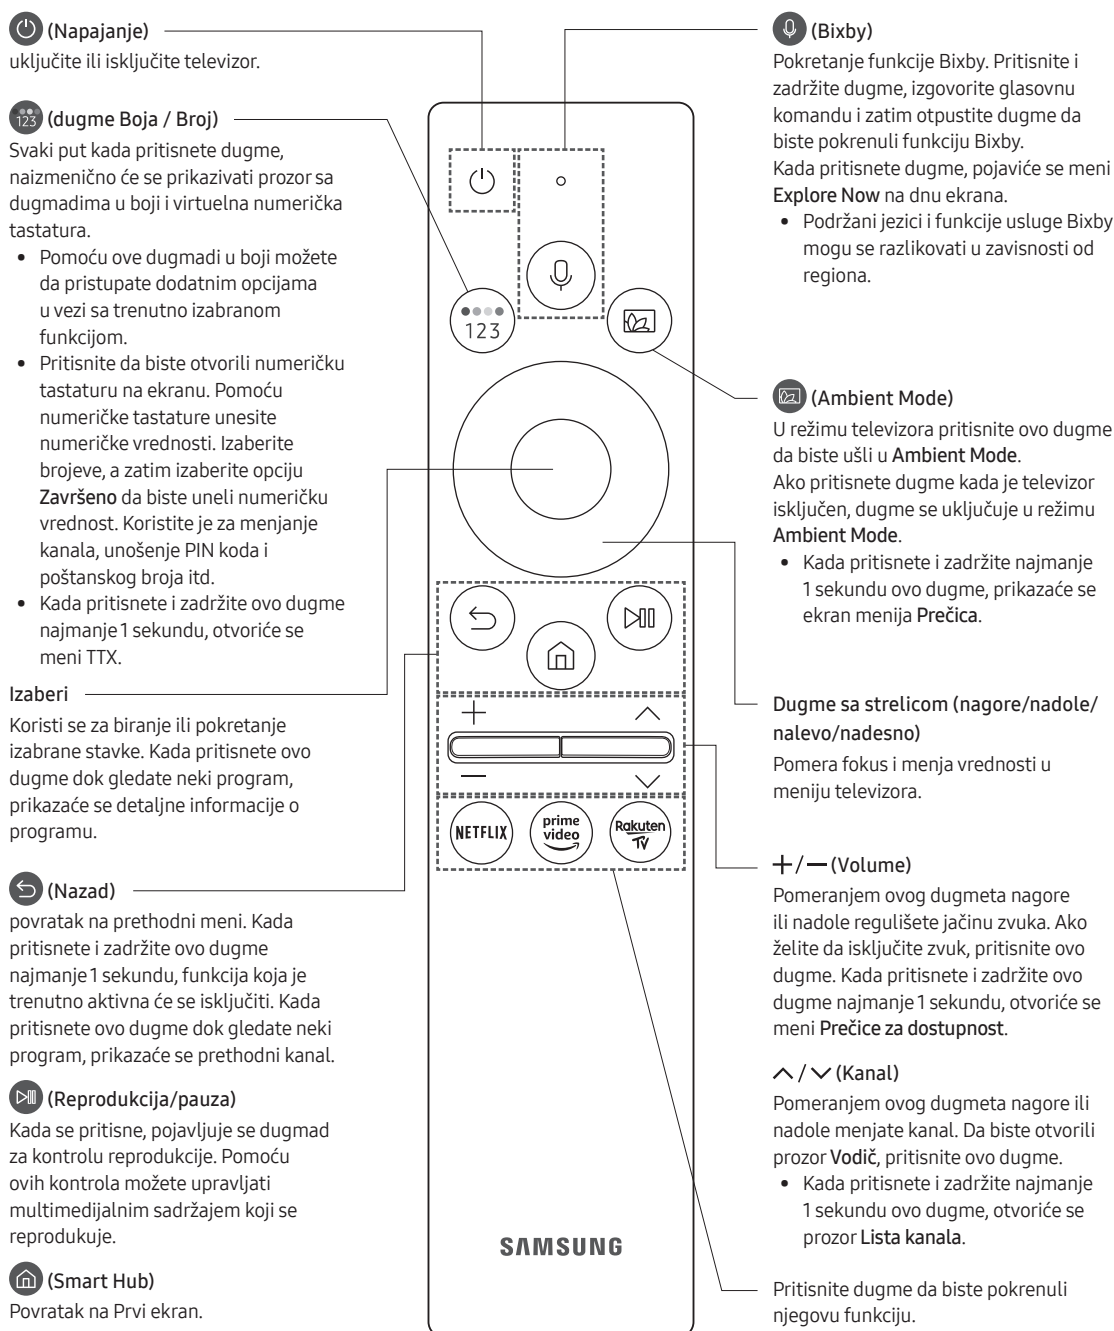 (Napajanje)
uključite ili isključite televizor.
123 (dugme Boja / Broj)
Svaki put kada pritisnete dugme,
naizmenično će se prikazivati prozor sa
dugmadima u boji i virtuelna numerička
tastatura.
• Pomoću ove dugmadi u boji možete
da pristupate dodatnim opcijama
u vezi sa trenutno izabranom
funkcijom.
• Pritisnite da biste otvorili numeričku
tastaturu na ekranu. Pomoću
numeričke tastature unesite
numeričke vrednosti. Izaberite
brojeve, a zatim izaberite opciju
Završeno da biste uneli numeričku
vrednost. Koristite je za menjanje
kanala, unošenje PIN koda i
poštanskog broja itd.
• Kada pritisnete i zadržite ovo dugme
najmanje 1 sekundu, otvoriće se
meni TTX.
Izaberi
Koristi se za biranje ili pokretanje
izabrane stavke. Kada pritisnete ovo
dugme dok gledate neki program,
prikazaće se detaljne informacije o
programu.
(Nazad)
povratak na prethodni meni. Kada
pritisnete i zadržite ovo dugme
najmanje 1 sekundu, funkcija koja je
trenutno aktivna će se isključiti. Kada
pritisnete ovo dugme dok gledate neki
program, prikazaće se prethodni kanal.
(Reprodukcija/pauza)
Kada se pritisne, pojavljuje se dugmad
za kontrolu reprodukcije. Pomoću
ovih kontrola možete upravljati
multimedijalnim sadržajem koji se
reprodukuje.
(Smart Hub)
Povratak na Prvi ekran.
123
NETFLIX
prime
video
Rakuten
TV
SAMSUNG
(Bixby)
Pokretanje funkcije Bixby. Pritisnite i
zadržite dugme, izgovorite glasovnu
komandu i zatim otpustite dugme da
biste pokrenuli funkciju Bixby.
Kada pritisnete dugme, pojaviće se meni
Explore Now na dnu ekrana.
• Podržani jezici i funkcije usluge Bixby
mogu se razlikovati u zavisnosti od
regiona.
(Ambient Mode)
U režimu televizora pritisnite ovo dugme
da biste ušli u Ambient Mode.
Ako pritisnete dugme kada je televizor
isključen, dugme se uključuje u režimu
Ambient Mode.
• Kada pritisnete i zadržite najmanje
1 sekundu ovo dugme, prikazaće se
ekran menija Prečica.
Dugme sa strelicom (nagore/nadole/
nalevo/nadesno)
Pomera fokus i menja vrednosti u
meniju televizora.
+/− (Volume)
Pomeranjem ovog dugmeta nagore
ili nadole regulišete jačinu zvuka. Ako
želite da isključite zvuk, pritisnite ovo
dugme. Kada pritisnete i zadržite ovo
dugme najmanje 1 sekundu, otvoriće se
meni Prečice za dostupnost.
/ (Kanal)
Pomeranjem ovog dugmeta nagore ili
nadole menjate kanal. Da biste otvorili
prozor Vodič, pritisnite ovo dugme.
• Kada pritisnete i zadržite najmanje
1 sekundu ovo dugme, otvoriće se
prozor Lista kanala.
Pritisnite dugme da biste pokrenuli
njegovu funkciju.